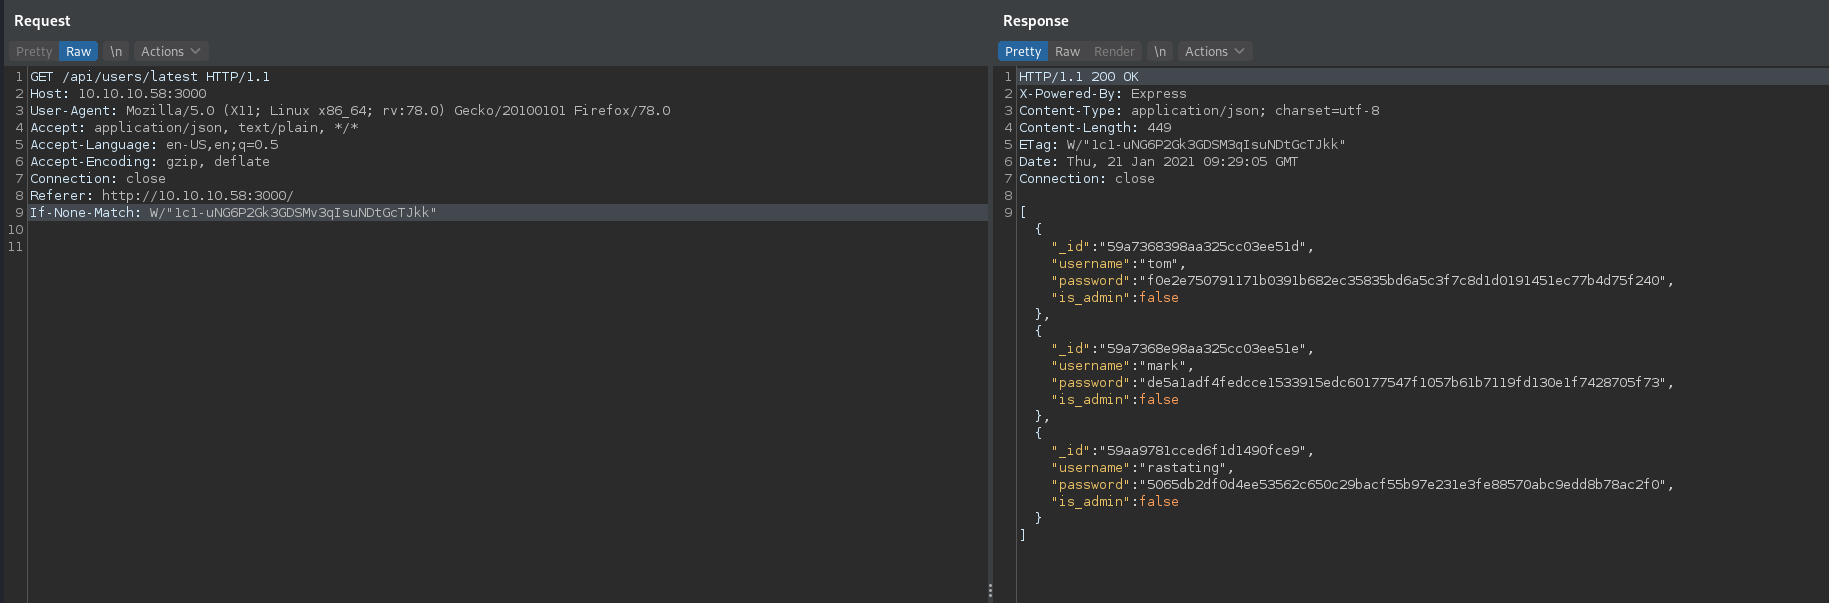 Request
Pretty Raw \n Actions
1 GET /api/users/latest HTTP/1.1
2 Host: 10.10.10.58:3000
3 User-Agent: Mozilla/5.0 (X11; Linux x86_64; rv:78.0) Gecko/20100101 Firefox/78.0
4 Accept: application/json, text/plain, */*
5 Accept-Language: en-US,en;q=0.5
6 Accept-Encoding: gzip, deflate
7 Connection: close
8 Referer: http://10.10.10.58:3000/
9 If-None-Match: W/"1c1-uNG6P2Gk3GDSMv3qIsuNDtGcTJkk"
10
11
Response
Pretty Raw Render \n Actions
1 HTTP/1.1 200 OK
2 X-Powered-By: Express
3 Content-Type: application/json; charset=utf-8
4 Content-Length: 449
5 ETag: W/"1c1-uNG6P2Gk3GDSM3qIsuNDtGcTJkk"
6 Date: Thu, 21 Jan 2021 09:29:05 GMT
7 Connection: close
8
9 [
{
"_id":"59a7368398aa325cc03ee51d",
"username":"tom",
"password":"f0e2e750791171b0391b682ec35835bd6a5c3f7c8d1d0191451ec77b4d75f240",
"is_admin":false
},
{
"_id":"59a7368e98aa325cc03ee51e",
"username":"mark",
"password":"de5a1adf4fedcce1533915edc60177547f1057b61b7119fd130e1f7428705f73",
"is_admin":false
},
{
"_id":"59aa9781cced6f1d1490fce9",
"username":"rastating",
"password":"5065db2df0d4ee53562c650c29bacf55b97e231e3fe88570abc9edd8b78ac2f0",
"is_admin":false
}
]